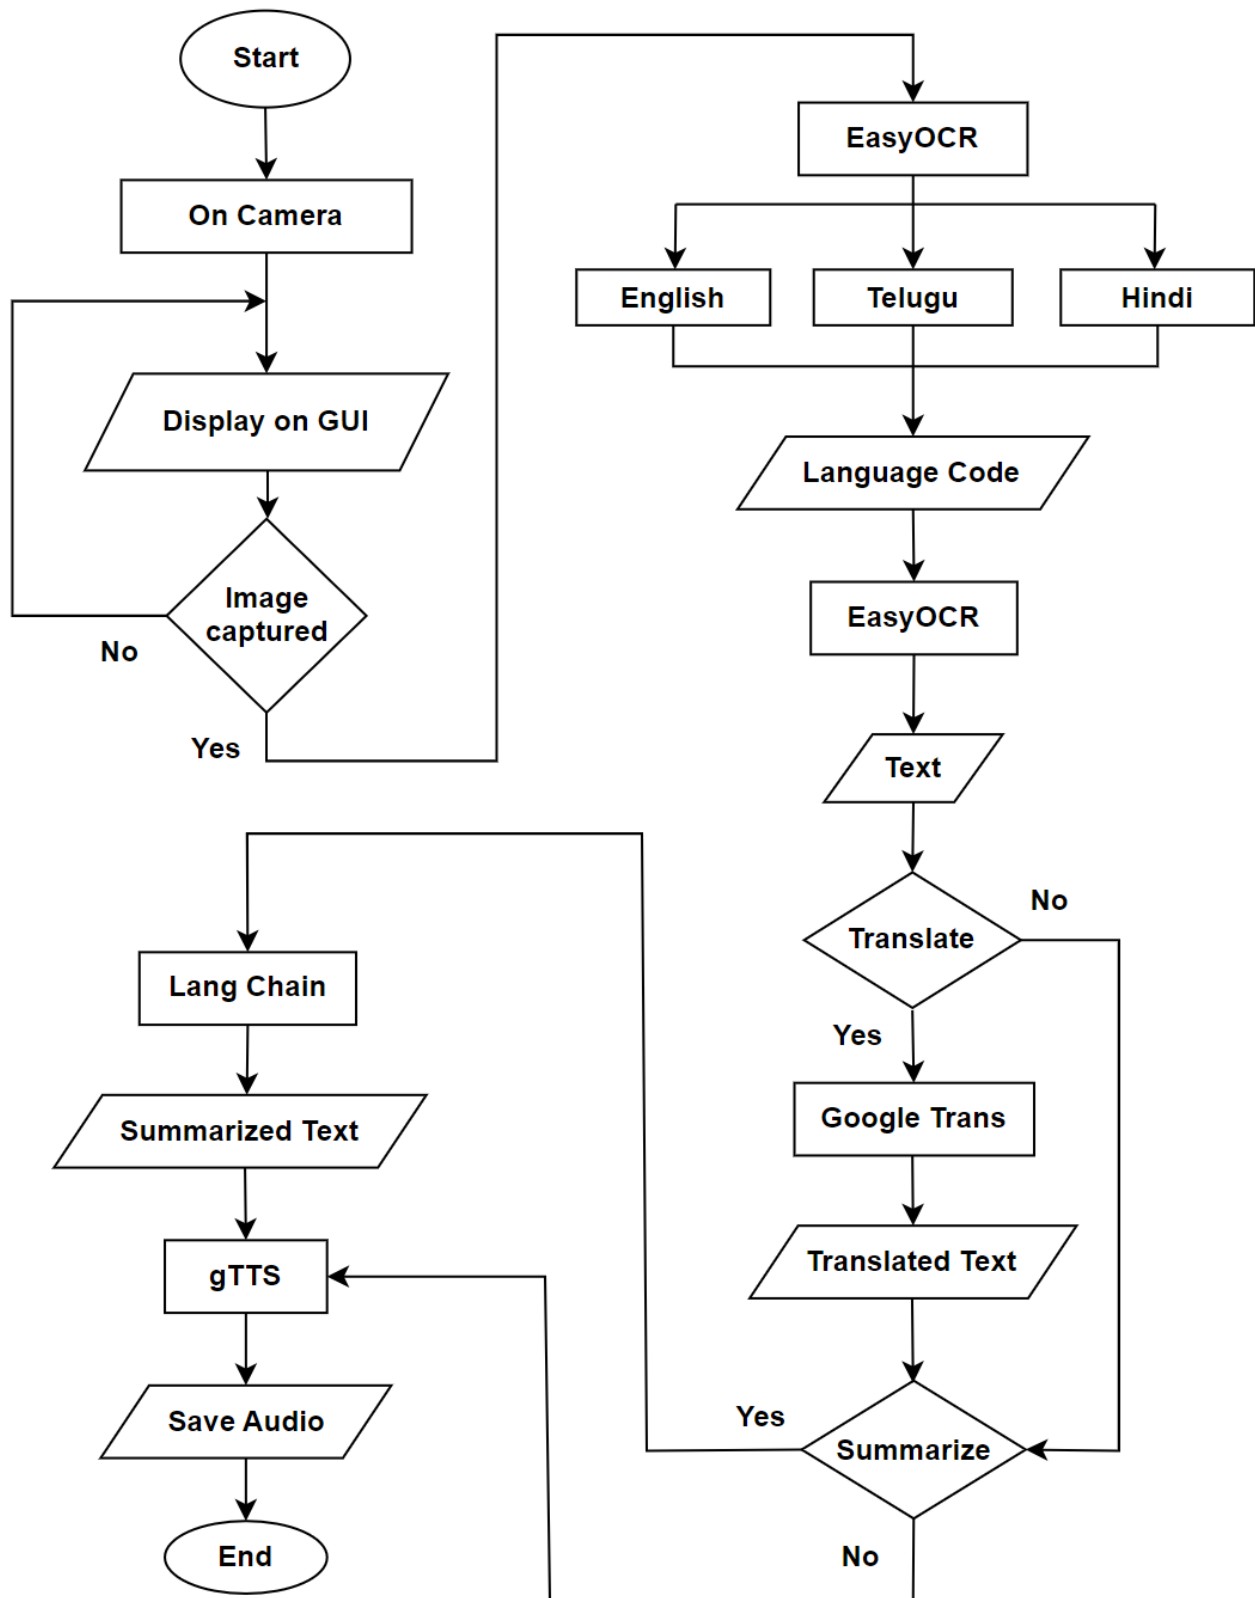 Start
On Camera
Display on GUI
Image
captured
No
Yes
EasyOCR
English
Telugu
Hindi
Language Code
EasyOCR
Text
Translate
No
Yes
Google Trans
Translated Text
Summarize
Yes
No
Lang Chain
Summarized Text
gTTS
Save Audio
End